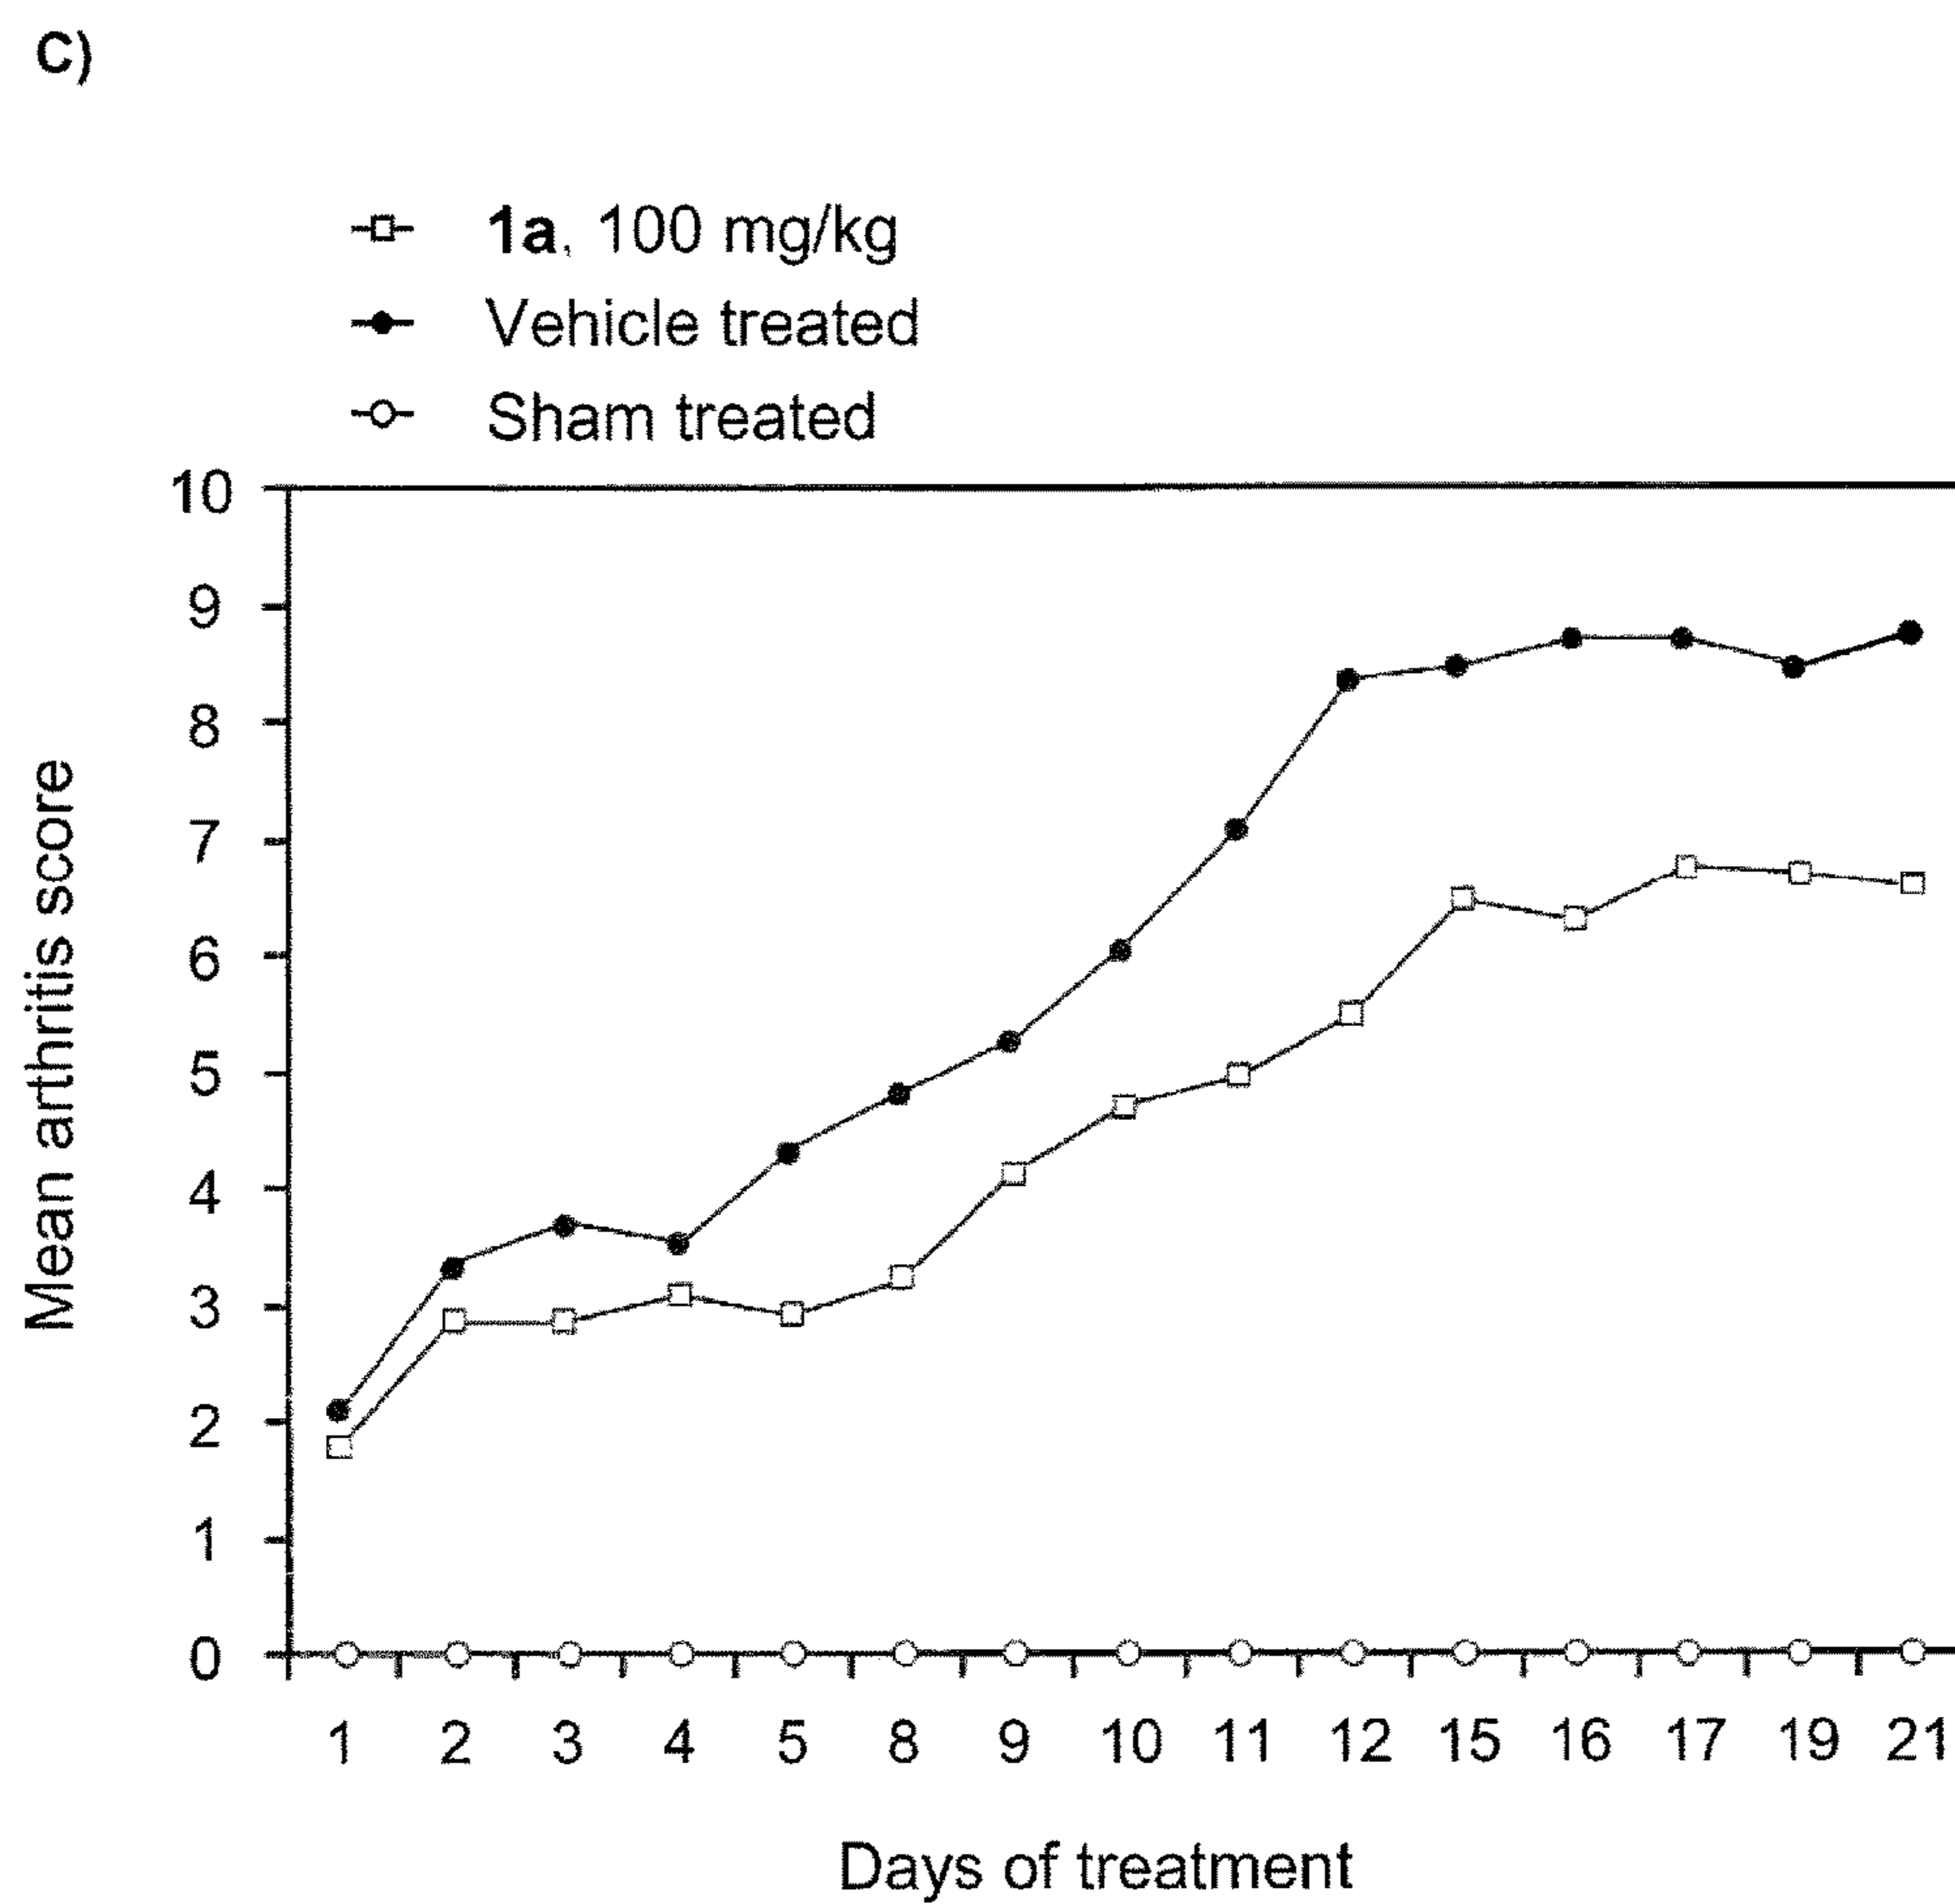 C)
1a, 100 mg/kg
Vehicle treated
Sham treated
10
9
8
7
6
5
4
3
2
1
0
Mean arthritis score
1 2 3 4 5 8 9 10 11 12 15 16 17 19 21
Days of treatment